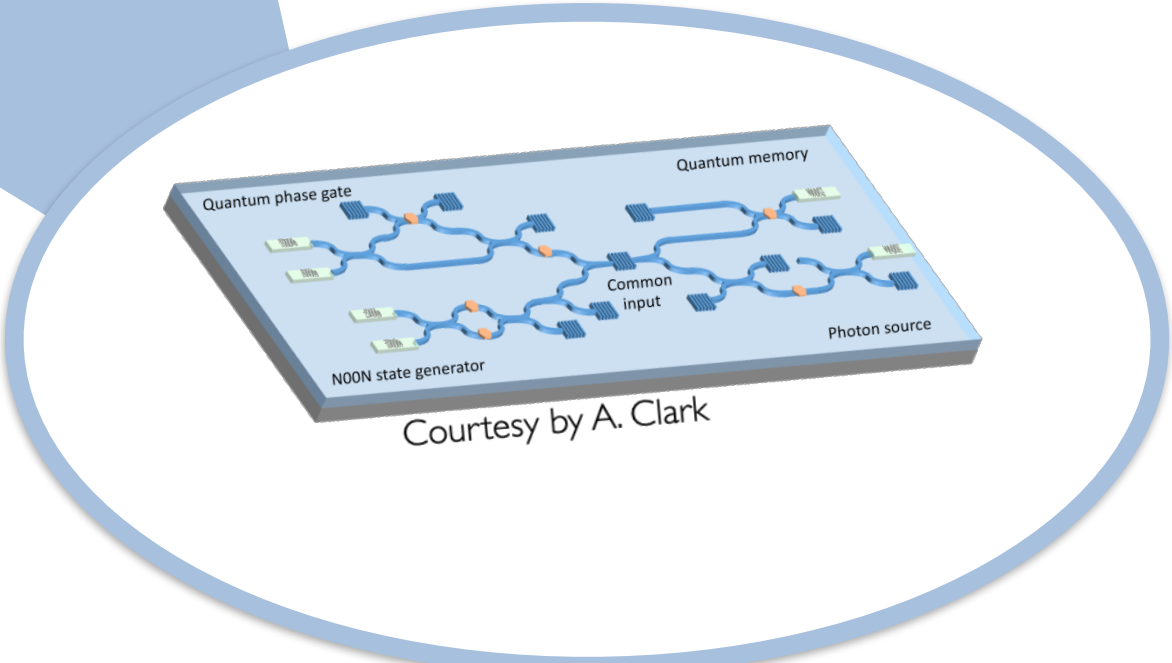 Quantum phase gate
Quantum memory
Common
input
Photon source
N00N state generator
Courtesy by A. Clark